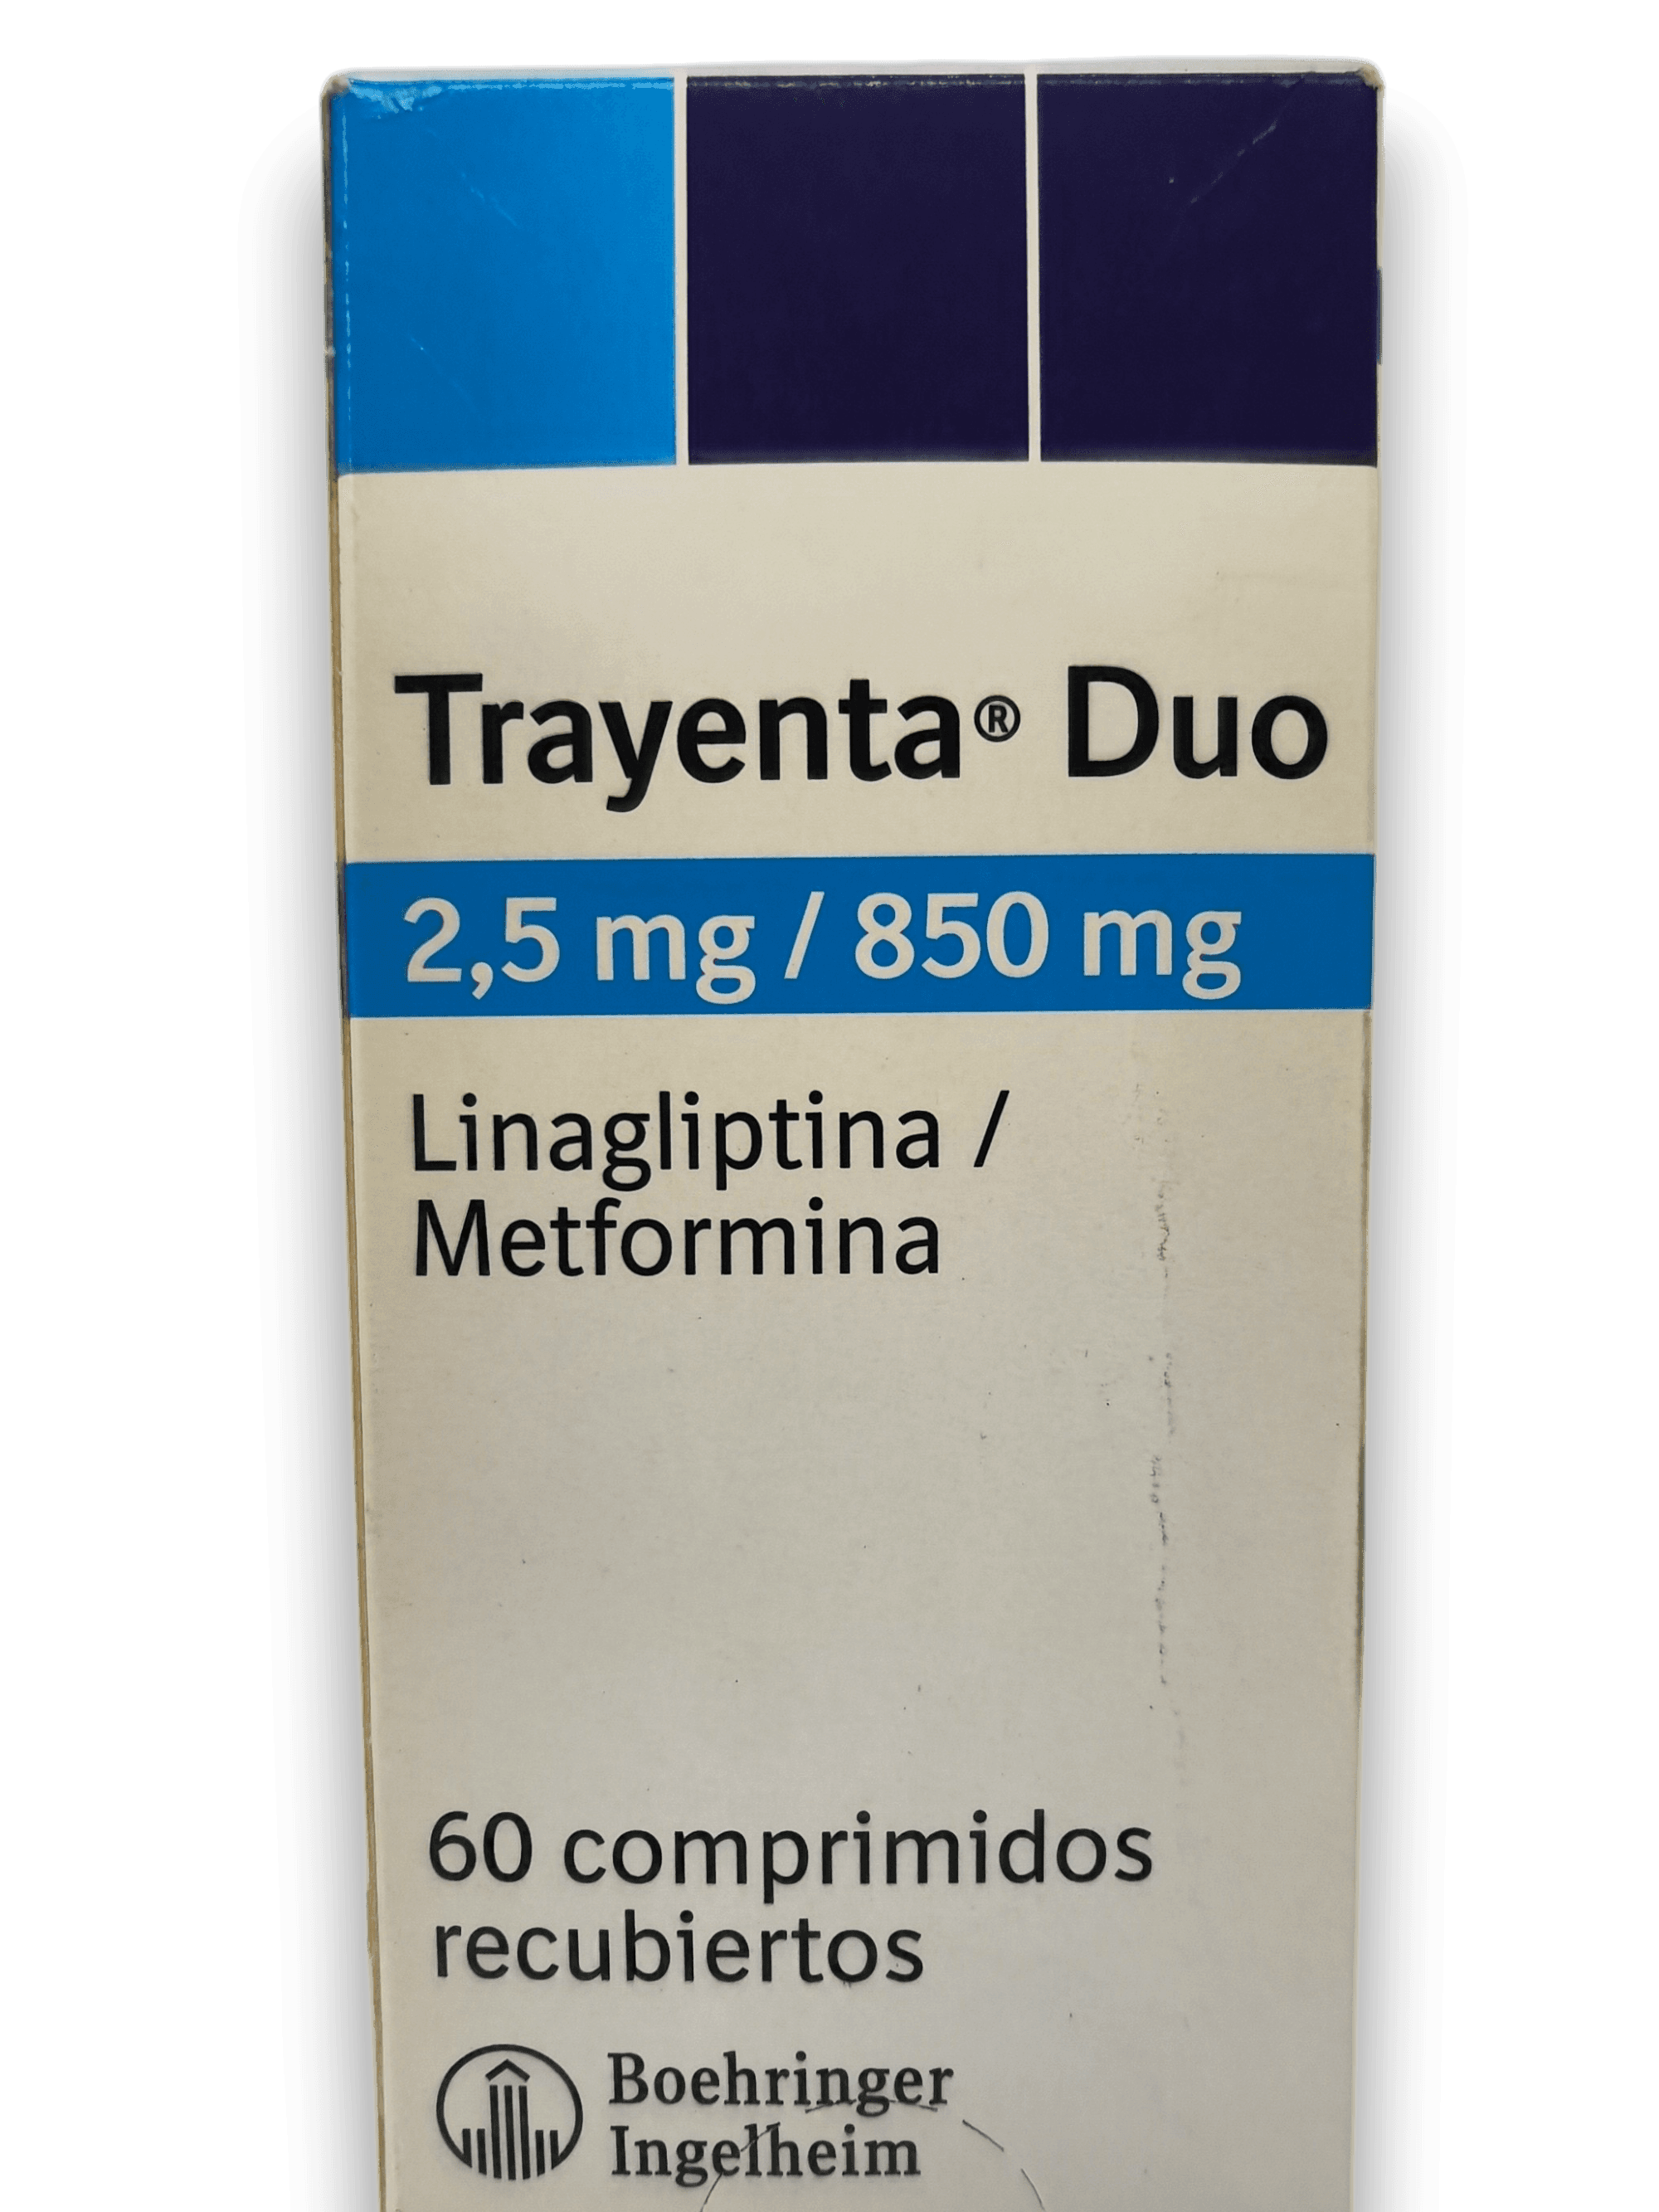 Trayenta® Duo
2,5 mg / 850 mg
Linagliptina /
Metformina
60 comprimidos
recubiertos
Boehringer
Ingelheim